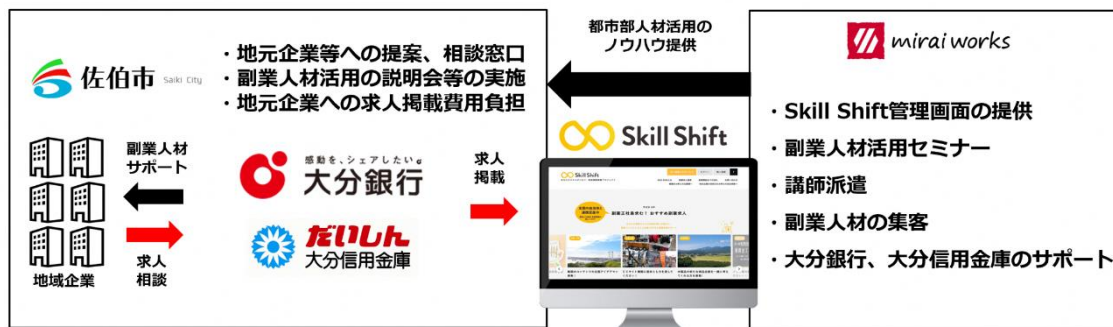 佐伯市 Saiki City
・地元企業等への提案、相談窓口
・副業人材活用の説明会等の実施
・地元企業への求人掲載費用負担
副業人材
サポート
求人
相談
地域企業
感動を、シェアしたい。
大分銀行
だいしん
大分信用金庫
求人
掲載
都市部人材活用の
ノウハウ提供
Skill Shift
Skill Shift
mirai works
・Skill Shift管理画面の提供
・副業人材活用セミナー
・講師派遣
・副業人材の集客
・大分銀行、大分信用金庫のサポート